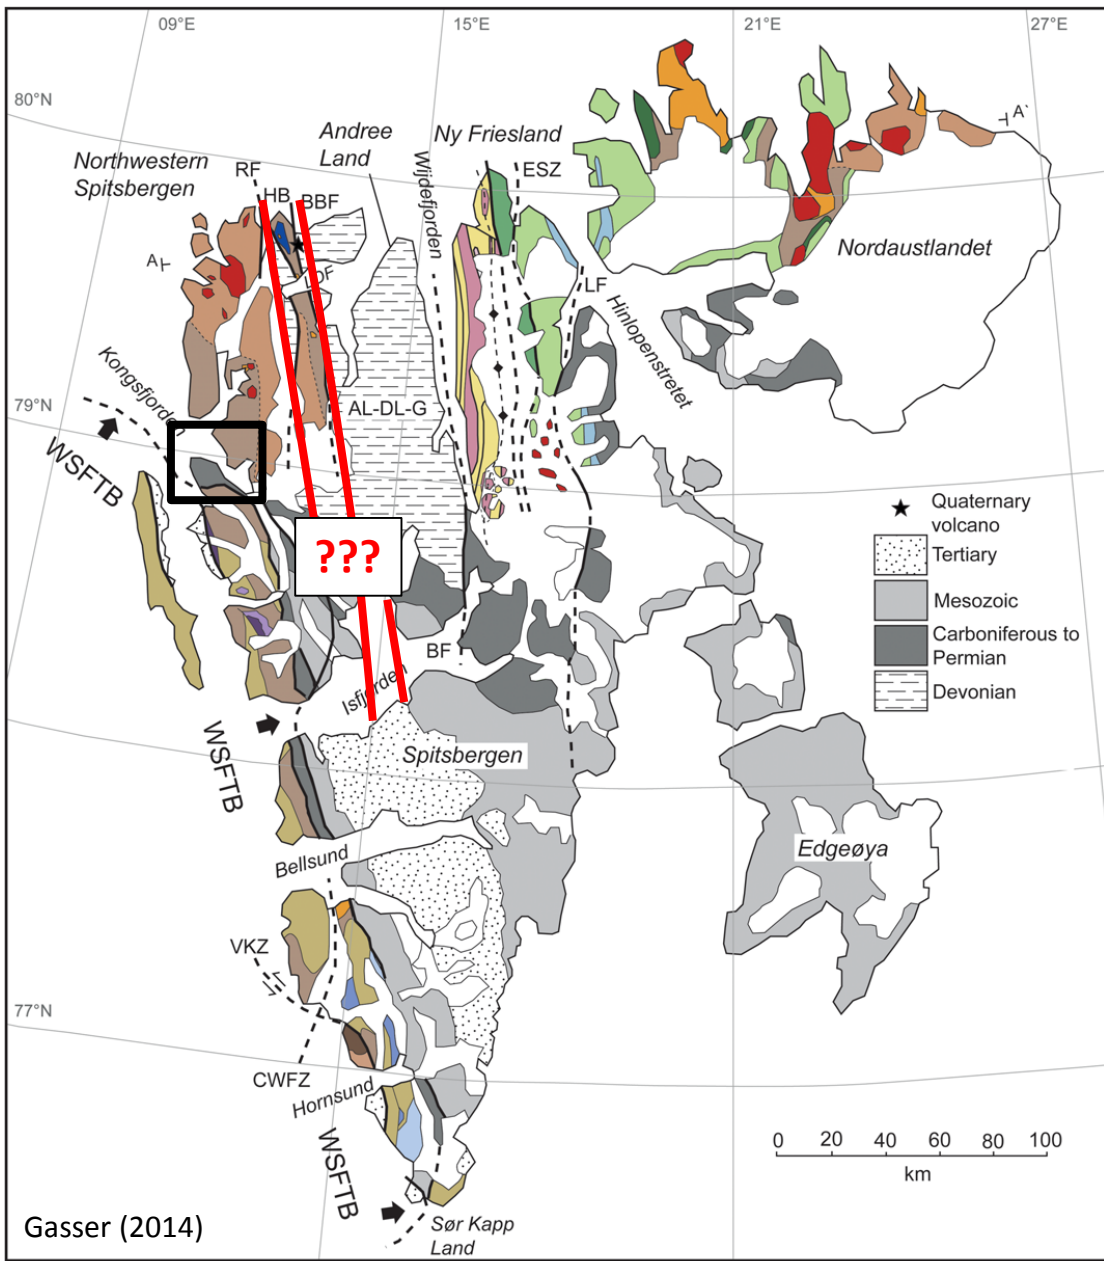 09°E
15°E
21°E
27°E
80°N
Northwestern
Spitsbergen
RF
HB
BBF
Andree
Land
Ny Friesland
Wijdefjorden
ESZ
A
A'
Nordaustlandet
LF
Hinlopenstretet
79°N
Kongsfjorden
WSFTB
AL-DL-G
???
Quaternary
volcano
Tertiary
Mesozoic
Carboniferous to
Permian
Devonian
BF
Isfjorden
WSFTB
Spitsbergen
Edgeøya
Bellsund
VKZ
77°N
CWFZ
Hornsund
WSFTB
Sør Kapp
Land
0 20 40 60 80 100
km
Gasser (2014)